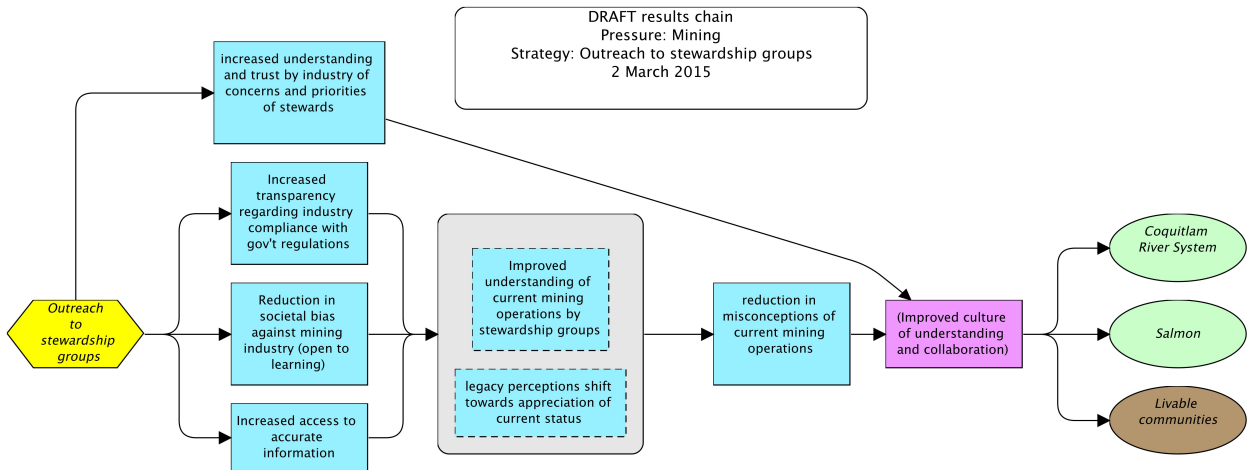 DRAFT results chain
Pressure: Mining
Strategy: Outreach to stewardship groups
2 March 2015
increased understanding
and trust by industry of
concerns and priorities
of stewards
Increased
transparency
regarding industry
compliance with
gov't regulations
Outreach
to
stewardship
groups
Reduction in
societal bias
against mining
industry (open to
learning)
Increased access to
accurate
information
Improved
understanding of
current mining
operations by
stewardship groups
legacy perceptions shift
towards appreciation of
current status
reduction in
misconceptions of
current mining
operations
(Improved culture
of understanding
and collaboration)
Coquitlam
River System
Salmon
Livable
communities